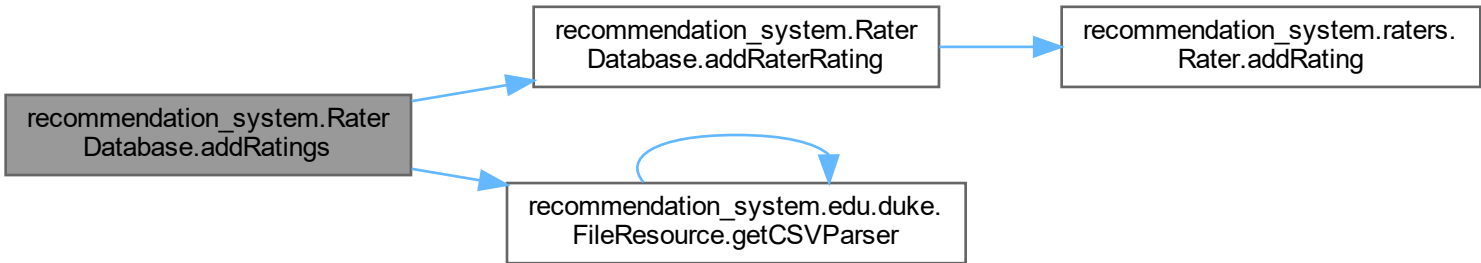 recommendation_system.Rater
Database.addRatings
recommendation_system.Rater
Database.addRaterRating
recommendation_system.raters.
Rater.addRating
recommendation_system.edu.duke.
FileResource.getCSVParser